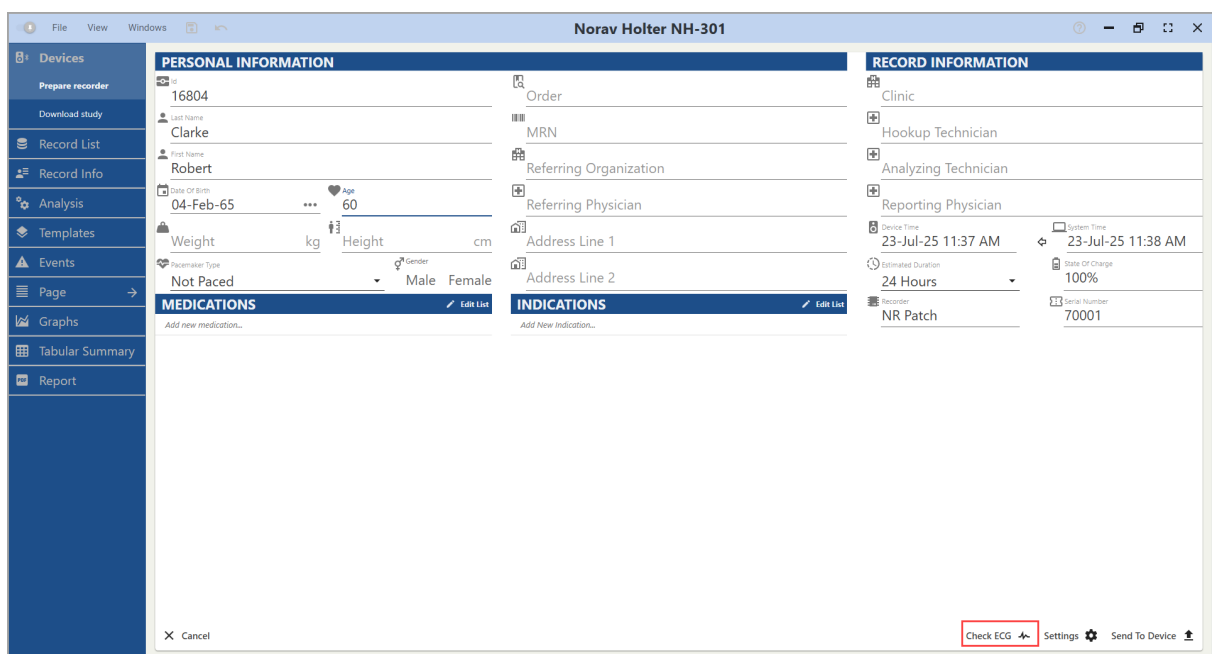 File View Windows Norav Holter NH-301
Devices
Prepare recorder
Download study
Record List
Record Info
Analysis
Templates
Events
Page
Graphs
Tabular Summary
PDF Report
PERSONAL INFORMATION
Id
16804
Last Name
Clarke
First Name
Robert
Date Of Birth Age
04-Feb-65 ••• 60
Weight kg Height cm
Pacemaker Type Gender
Not Paced Male Female
Order
MRN
Referring Organization
Referring Physician
Address Line 1
Address Line 2
MEDICATIONS Edit List
Add new medication...
INDICATIONS Edit List
Add New Indication...
RECORD INFORMATION
Clinic
Hookup Technician
Analyzing Technician
Reporting Physician
Device Time System Time
23-Jul-25 11:37 AM 23-Jul-25 11:38 AM
Estimated Duration State Of Charge
24 Hours 100%
Recorder Serial Number
NR Patch 70001
Cancel Check ECG Settings Send To Device